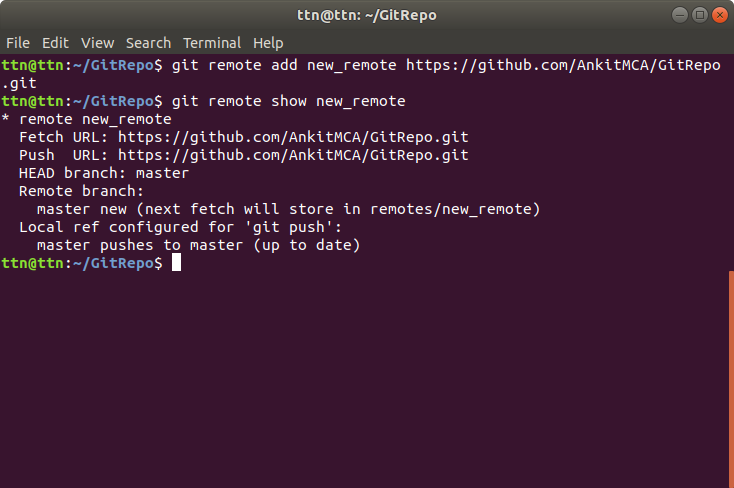 ttn@ttn: ~/GitRepo
File Edit View Search Terminal Help
ttn@ttn:~/GitRepo$ git remote add new_remote https://github.com/AnkitMCA/GitRepo
.git
ttn@ttn:~/GitRepo$ git remote show new_remote
* remote new_remote
  Fetch URL: https://github.com/AnkitMCA/GitRepo.git
  Push  URL: https://github.com/AnkitMCA/GitRepo.git
  HEAD branch: master
  Remote branch:
    master new (next fetch will store in remotes/new_remote)
  Local ref configured for 'git push':
    master pushes to master (up to date)
ttn@ttn:~/GitRepo$